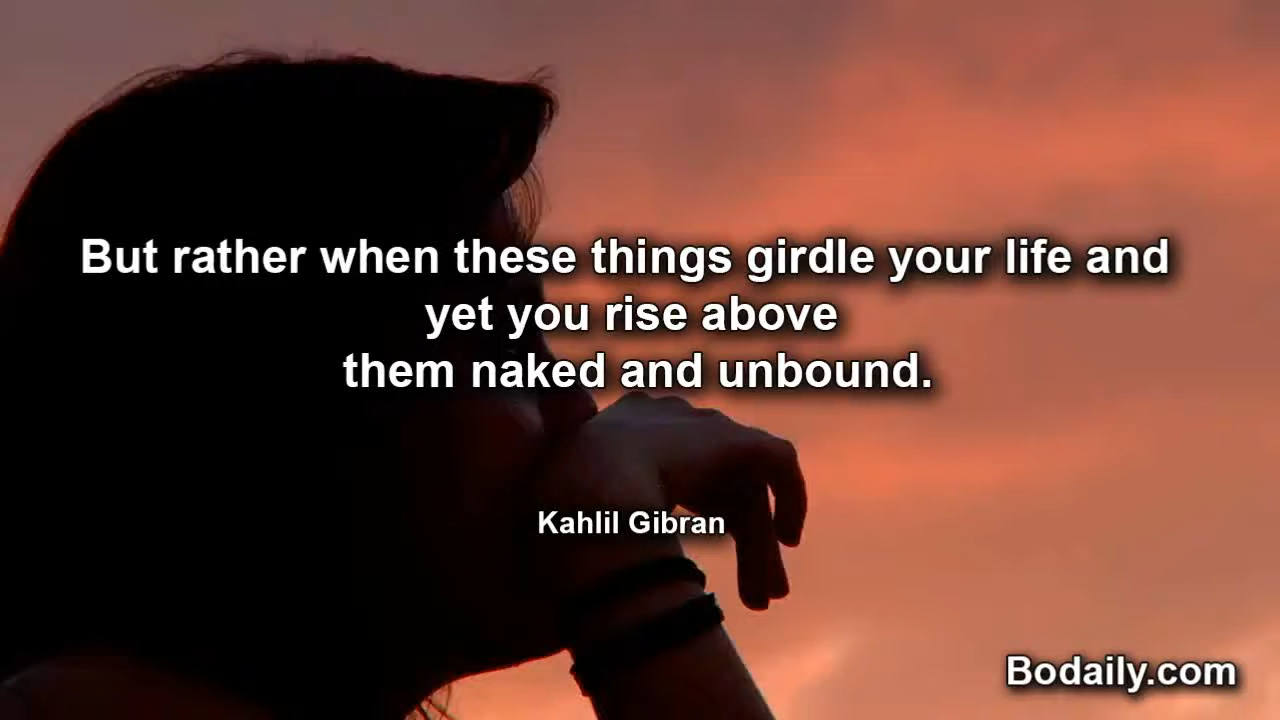 But rather when these things girdle your life and
yet you rise above
them naked and unbound.
Kahlil Gibran
Bodaily.com